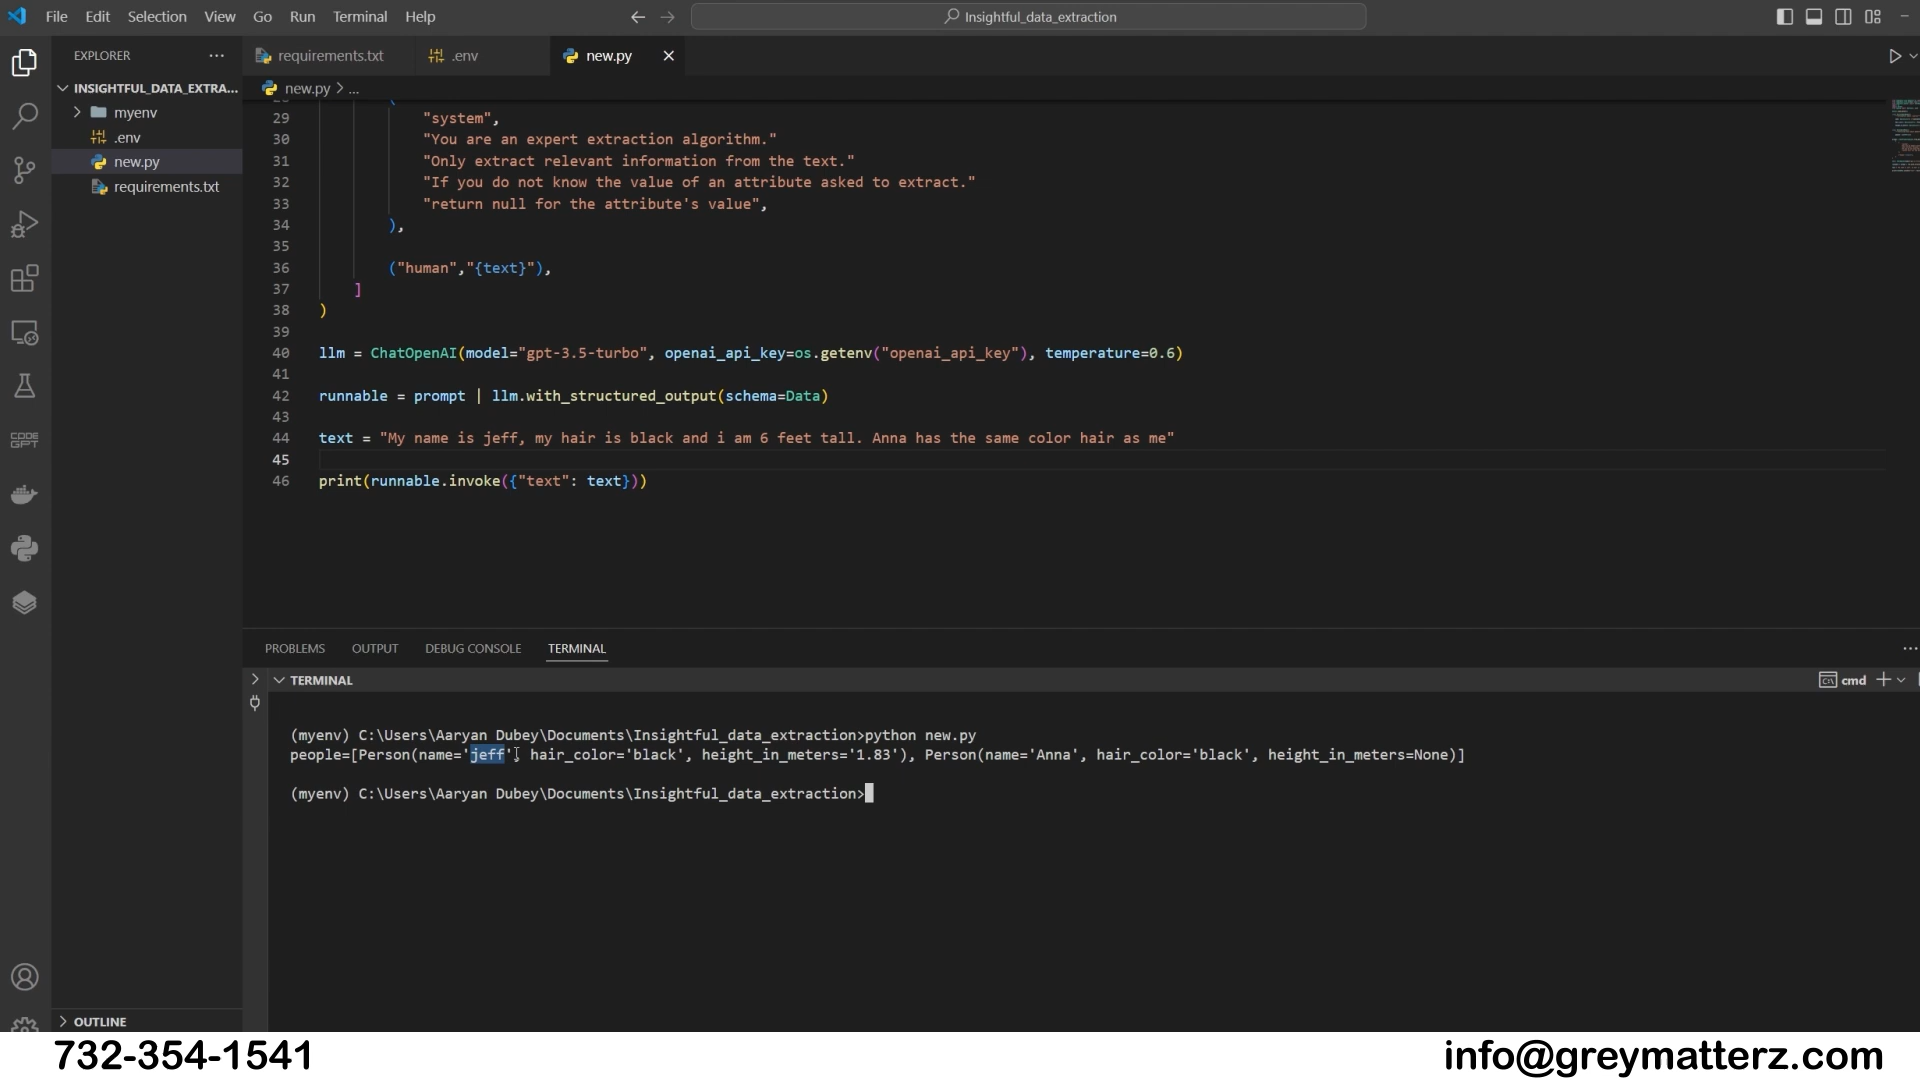 File Edit Selection View Go Run Terminal Help
Insightful_data_extraction
EXPLORER ...
requirements.txt
.env
new.py
INSIGHTFUL_DATA_EXTRA...
new.py > ...
myenv
.env
new.py
requirements.txt
29 "system",
30 "You are an expert extraction algorithm."
31 "Only extract relevant information from the text."
32 "If you do not know the value of an attribute asked to extract."
33 "return null for the attribute's value",
34 ),
35
36 ("human","{text}"),
37 ]
38 )
39
40 llm = ChatOpenAI(model="gpt-3.5-turbo", openai_api_key=os.getenv("openai_api_key"), temperature=0.6)
41
42 runnable = prompt | llm.with_structured_output(schema=Data)
43
44 text = "My name is jeff, my hair is black and i am 6 feet tall. Anna has the same color hair as me"
45
46 print(runnable.invoke({"text": text}))
CODE
GPT
PROBLEMS OUTPUT DEBUG CONSOLE TERMINAL ...
TERMINAL
cmd
(myenv) C:\Users\Aaryan Dubey\Documents\Insightful_data_extraction>python new.py
people=[Person(name='jeff', hair_color='black', height_in_meters='1.83'), Person(name='Anna', hair_color='black', height_in_meters=None)]
(myenv) C:\Users\Aaryan Dubey\Documents\Insightful_data_extraction>
OUTLINE
732-354-1541
info@greymatterz.com